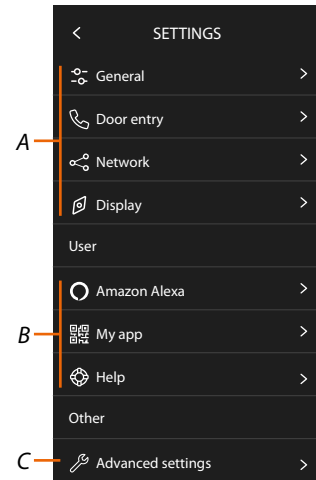 SETTINGS
General
Door entry
A
Network
Display
User
Amazon Alexa
B
My app
Help
Other
C
Advanced settings